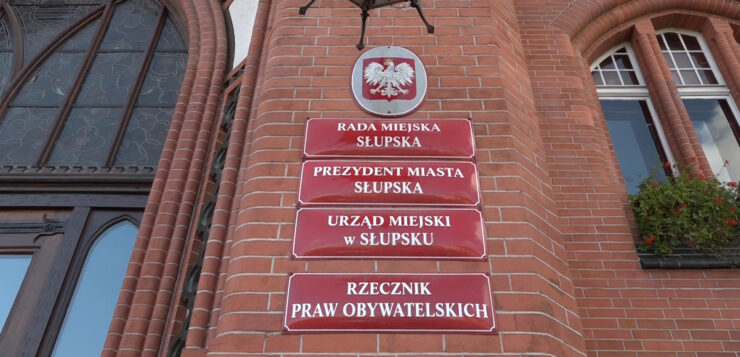 RADA MIEJSKA
SŁUPSKA
PREZYDENT MIASTA
SŁUPSKA
URZĄD MIEJSKI
w SŁUPSKU
RZECZNIK
PRAW OBYWATELSKICH